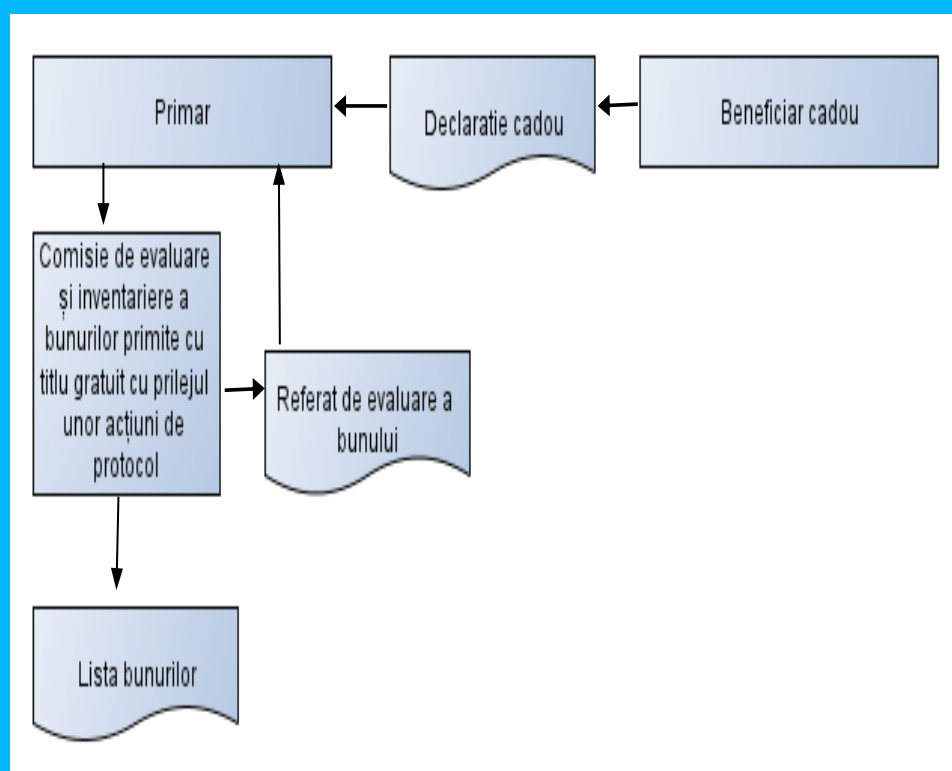 Primar
Declaratie cadou
Beneficiar cadou
Comisie de evaluare
și inventariere a
bunurilor primite cu
titlu gratuit cu prilejul
unor acțiuni de
protocol
Referat de evaluare a
bunului
Lista bunurilor